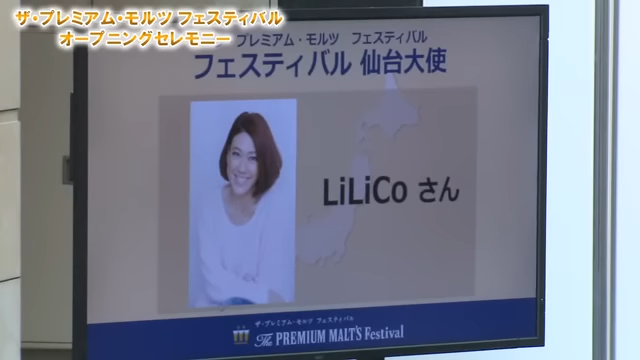 ザ・プレミアム・モルツ フェスティバル
オープニングセレモニー
プレミアム・モルツ フェスティバル
フェスティバル 仙台大使
LiLiCo さん
ザ・プレミアム・モルツ フェスティバル
The PREMIUM MALT'S Festival